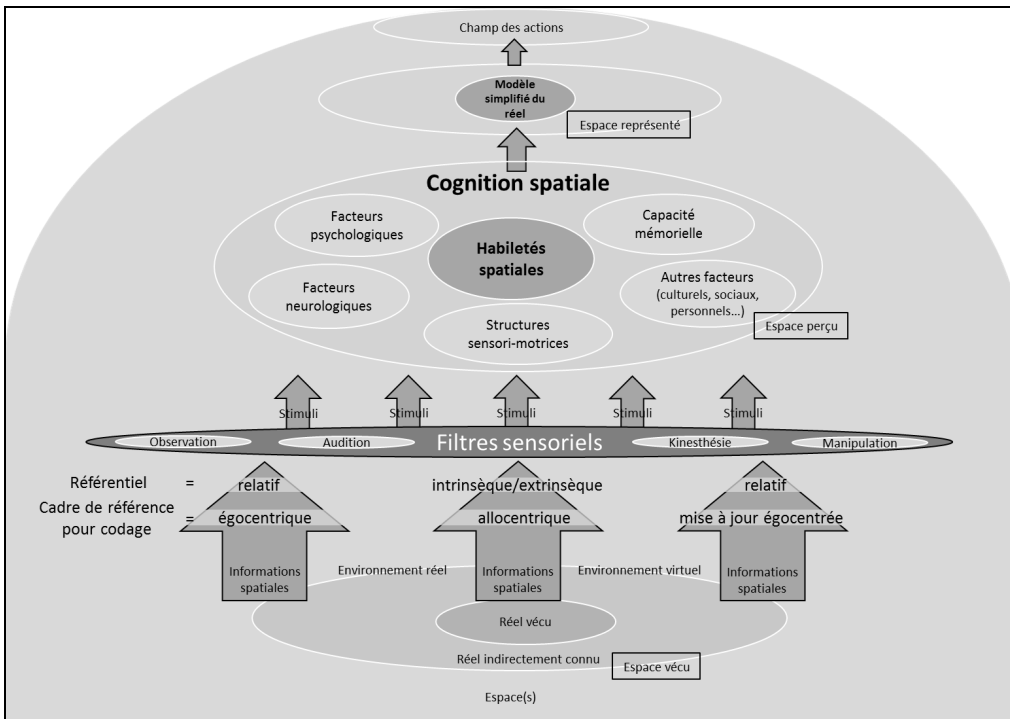 Champ des actions
Modèle
simplifié du
réel
Espace représenté
Cognition spatiale
Facteurs
psychologiques
Capacité
mémorielle
Habiletés
spatiales
Facteurs
neurologiques
Autres facteurs
(culturels, sociaux,
personnels...)
Structures
sensori-motrices
Espace perçu
Stimuli
Stimuli
Stimuli
Stimuli
Stimuli
Observation
Audition
Filtres sensoriels
Kinesthésie
Manipulation
Référentiel = relatif intrinsèque/extrinsèque relatif
Cadre de référence
pour codage
= égocentrique allocentrique mise à jour égocentrée
Environnement réel
Environnement virtuel
Informations
spatiales
Informations
spatiales
Informations
spatiales
Réel vécu
Réel indirectement connu
Espace vécu
Espace(s)